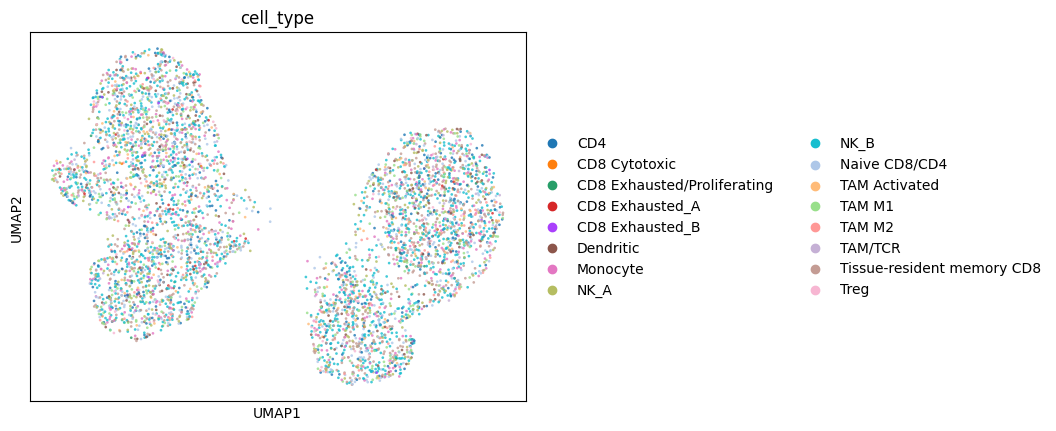 cell_type
UMAP2
UMAP1
CD4
CD8 Cytotoxic
CD8 Exhausted/Proliferating
CD8 Exhausted_A
CD8 Exhausted_B
Dendritic
Monocyte
NK_A
NK_B
Naive CD8/CD4
TAM Activated
TAM M1
TAM M2
TAM/TCR
Tissue-resident memory CD8
Treg